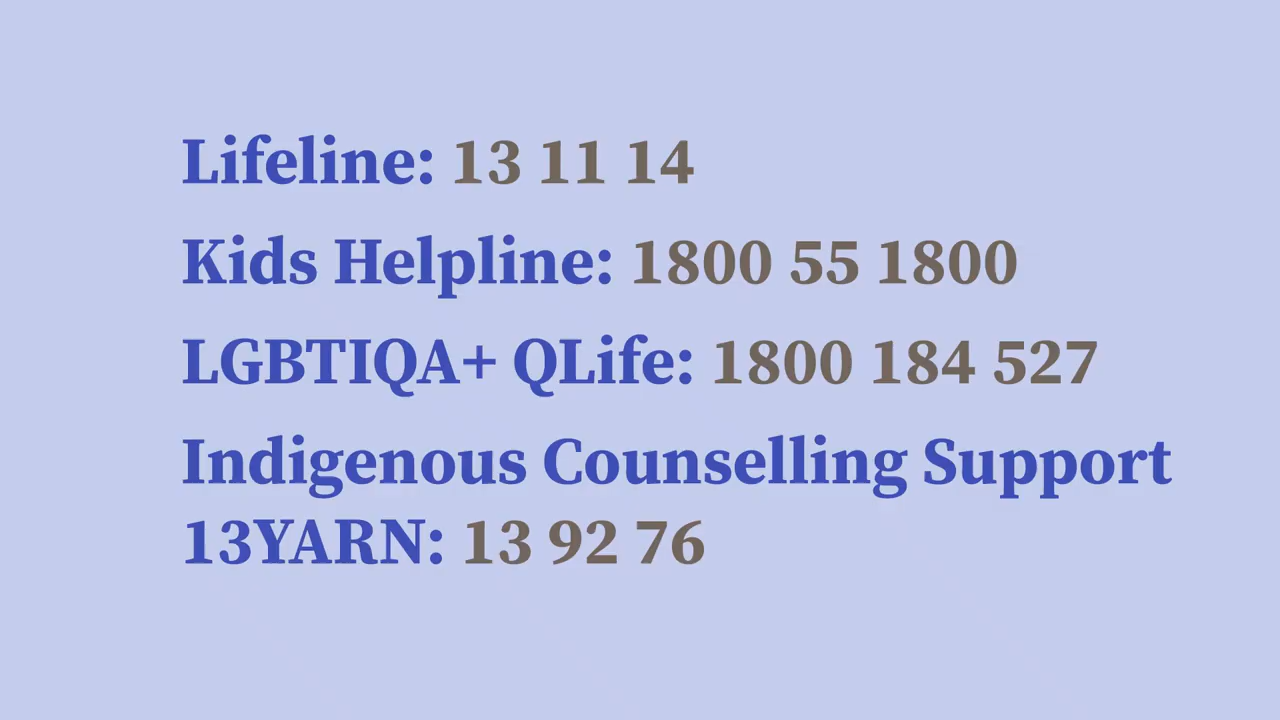 Lifeline: 13 11 14
Kids Helpline: 1800 55 1800
LGBTIQA+ QLife: 1800 184 527
Indigenous Counselling Support
13YARN: 13 92 76